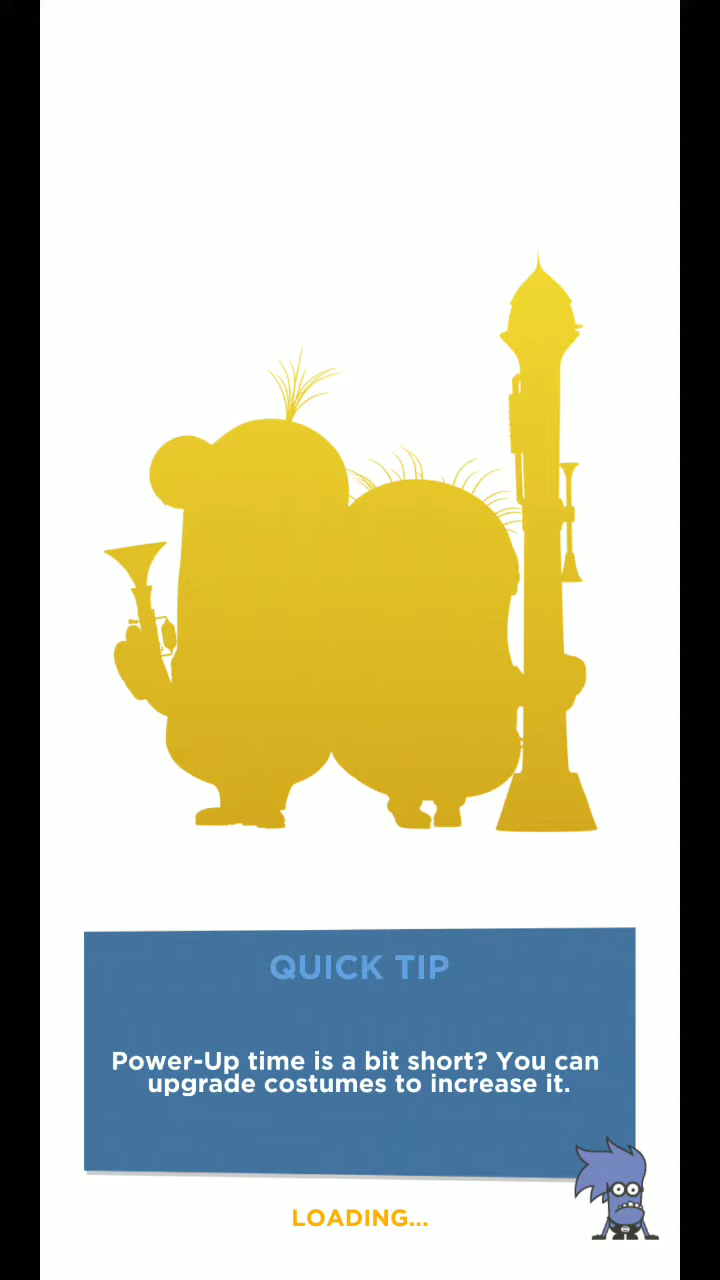 QUICK TIP
Power-Up time is a bit short? You can
upgrade costumes to increase it.
LOADING...